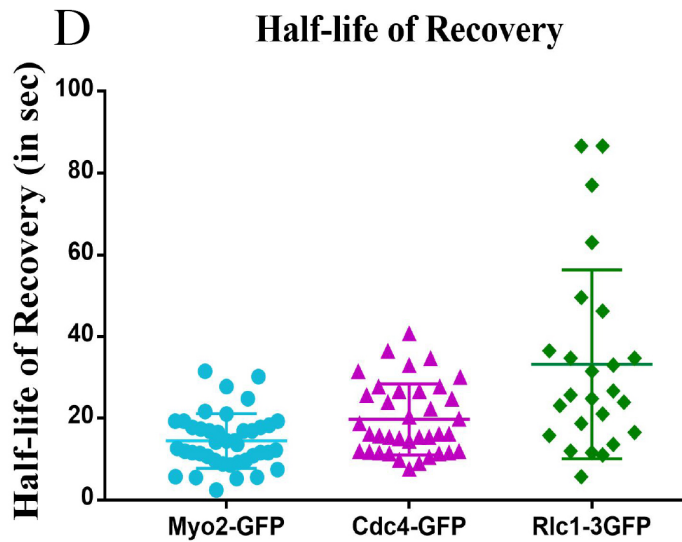 D
Half-life of Recovery
Half-life of Recovery (in sec)
100
80
60
40
20
0
Myo2-GFP
Cdc4-GFP
Rlc1-3GFP